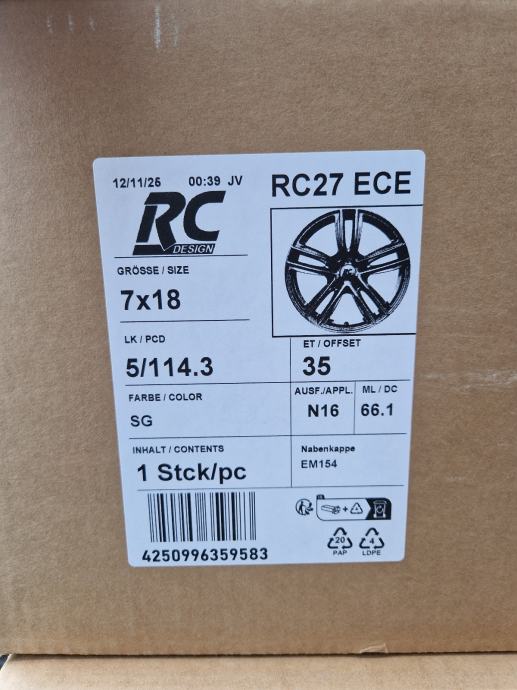 12/11/25 00:39 JV
RC27 ECE
RC
DESIGN
GRÖSSE / SIZE
7x18
LK / PCD
5/114.3
ET / OFFSET
35
FARBE / COLOR
SG
AUSF./APPL.
N16
ML / DC
66.1
INHALT / CONTENTS
1 Stck/pc
Nabenkappe
EM154
4250996359583
20
PAP
4
LDPE